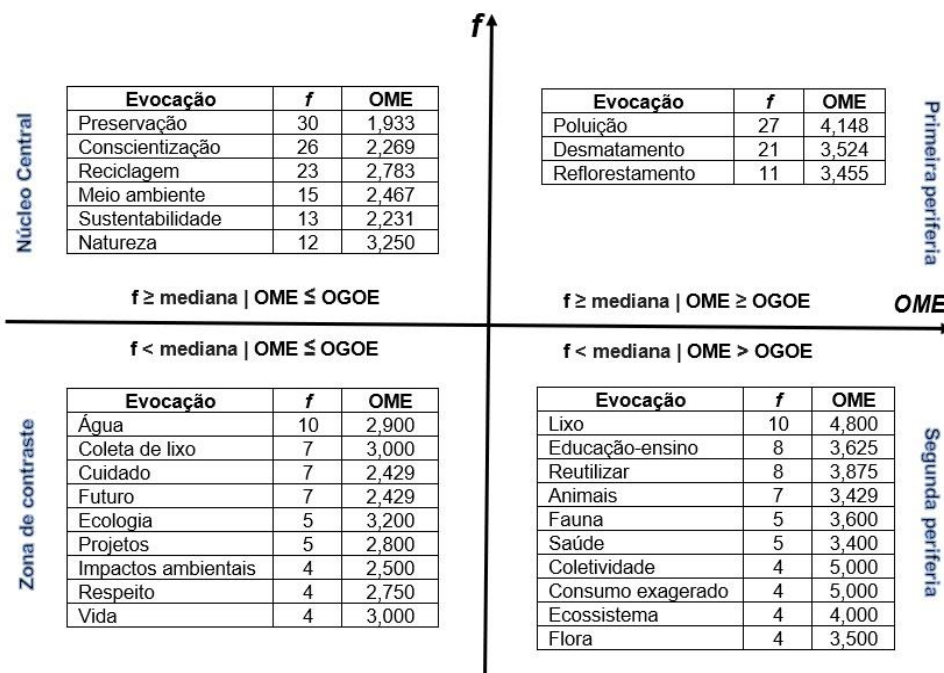 f
Núcleo Central
Evocação f OME
Preservação 30 1,933
Conscientização 26 2,269
Reciclagem 23 2,783
Meio ambiente 15 2,467
Sustentabilidade 13 2,231
Natureza 12 3,250
f ≥ mediana | OME ≦ OGOE
Evocação f OME
Poluição 27 4,148
Desmatamento 21 3,524
Reflorestamento 11 3,455
Primeira periferia
f ≥ mediana | OME ≥ OGOE
OME
f < mediana | OME ≦ OGOE
Zona de contraste
Evocação f OME
Água 10 2,900
Coleta de lixo 7 3,000
Cuidado 7 2,429
Futuro 7 2,429
Ecologia 5 3,200
Projetos 5 2,800
Impactos ambientais 4 2,500
Respeito 4 2,750
Vida 4 3,000
f < mediana | OME > OGOE
Evocação f OME
Lixo 10 4,800
Educação-ensino 8 3,625
Reutilizar 8 3,875
Animais 7 3,429
Fauna 5 3,600
Saúde 5 3,400
Coletividade 4 5,000
Consumo exagerado 4 5,000
Ecossistema 4 4,000
Flora 4 3,500
Segunda periferia